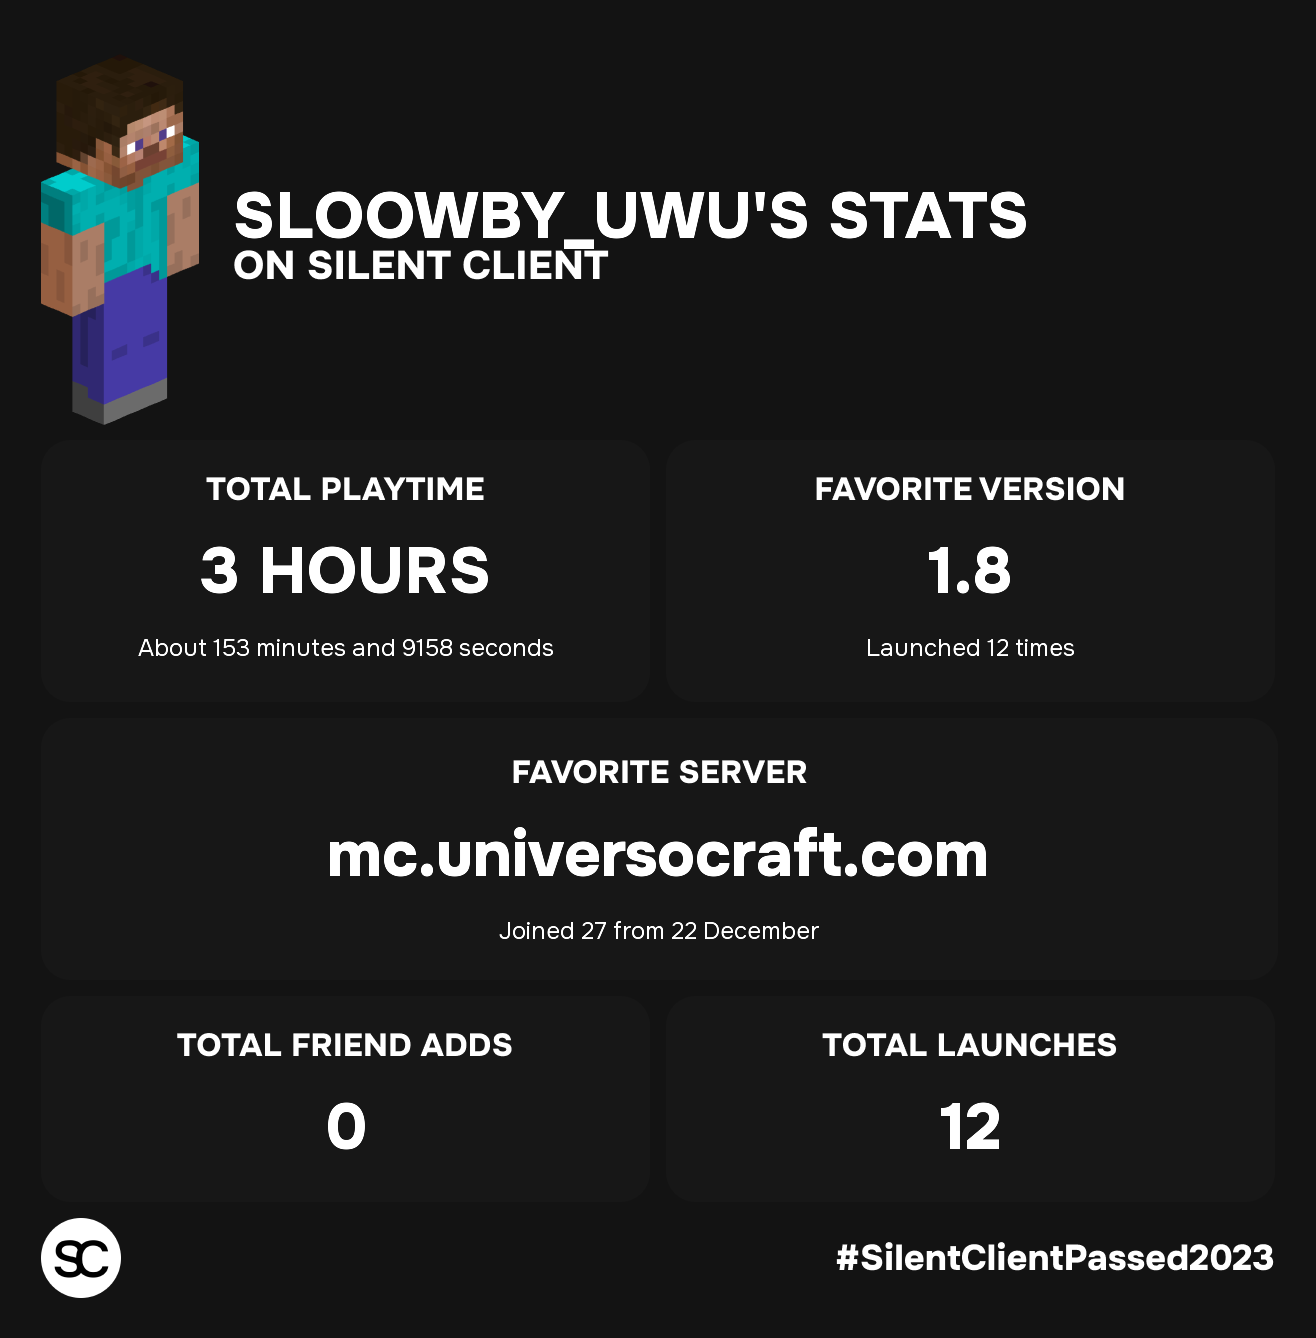 SLOOWBY_UWU'S STATS
ON SILENT CLIENT
TOTAL PLAYTIME
3 HOURS
About 153 minutes and 9158 seconds
FAVORITE VERSION
1.8
Launched 12 times
FAVORITE SERVER
mc.universocraft.com
Joined 27 from 22 December
TOTAL FRIEND ADDS
0
TOTAL LAUNCHES
12
SC
#SilentClientPassed2023